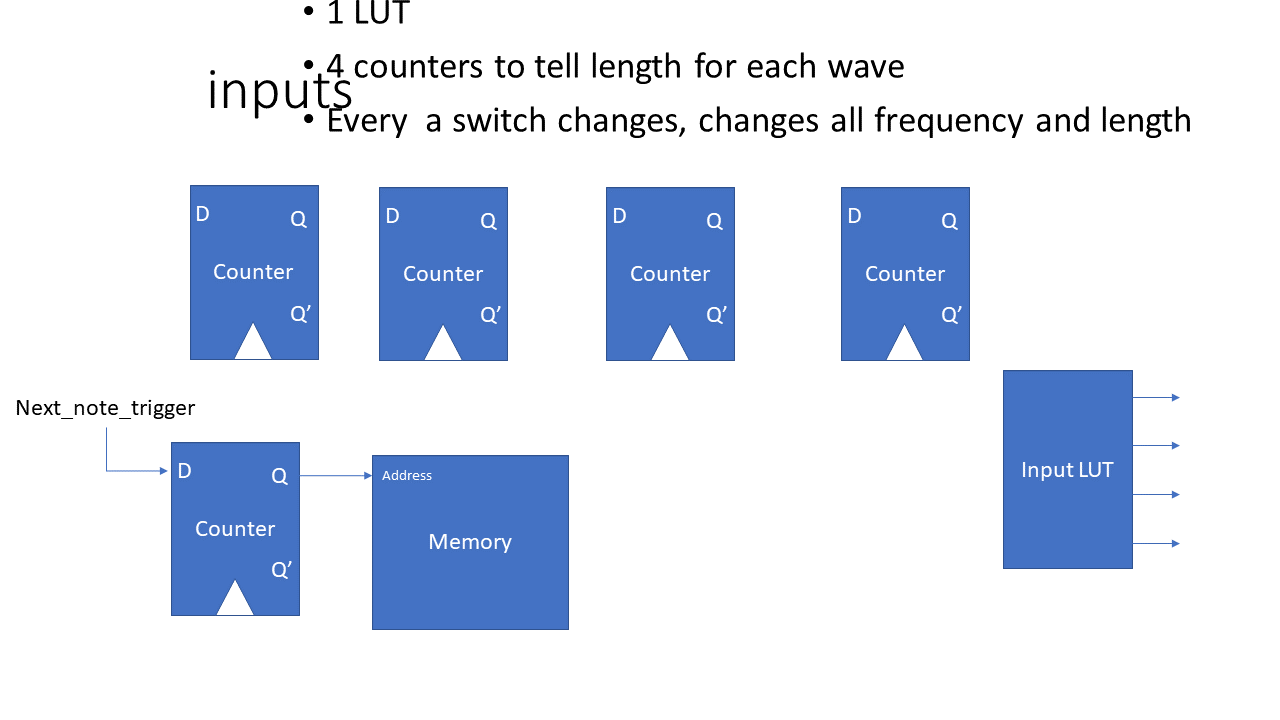 • 1 LUT
• 4 counters to tell length for each wave
inputs
• Every  a switch changes, changes all frequency and length
D
Q
Counter
Q’
D
Q
Counter
Q’
D
Q
Counter
Q’
D
Q
Counter
Q’
Next_note_trigger
D
Q
Counter
Q’
Address
Memory
Input LUT